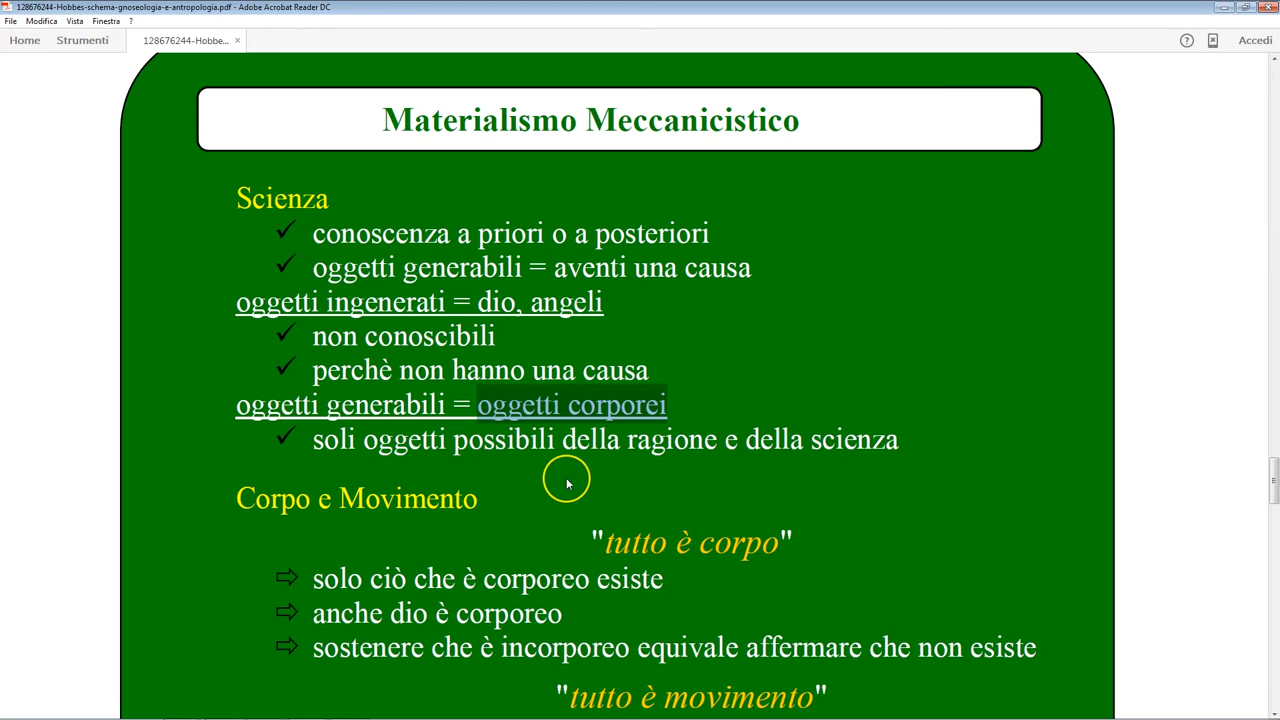 128676244-Hobbes-schema-gnoseologia-e-antropologia.pdf - Adobe Acrobat Reader DC
File Modifica Vista Finestra ?
Home Strumenti 128676244-Hobbe... × Accedi
Materialismo Meccanicistico
Scienza
✓ conoscenza a priori o a posteriori
✓ oggetti generabili = aventi una causa
oggetti ingenerati = dio, angeli
✓ non conoscibili
✓ perchè non hanno una causa
oggetti generabili = oggetti corporei
✓ soli oggetti possibili della ragione e della scienza
Corpo e Movimento
"tutto è corpo"
⇨ solo ciò che è corporeo esiste
⇨ anche dio è corporeo
⇨ sostenere che è incorporeo equivale affermare che non esiste
"tutto è movimento"